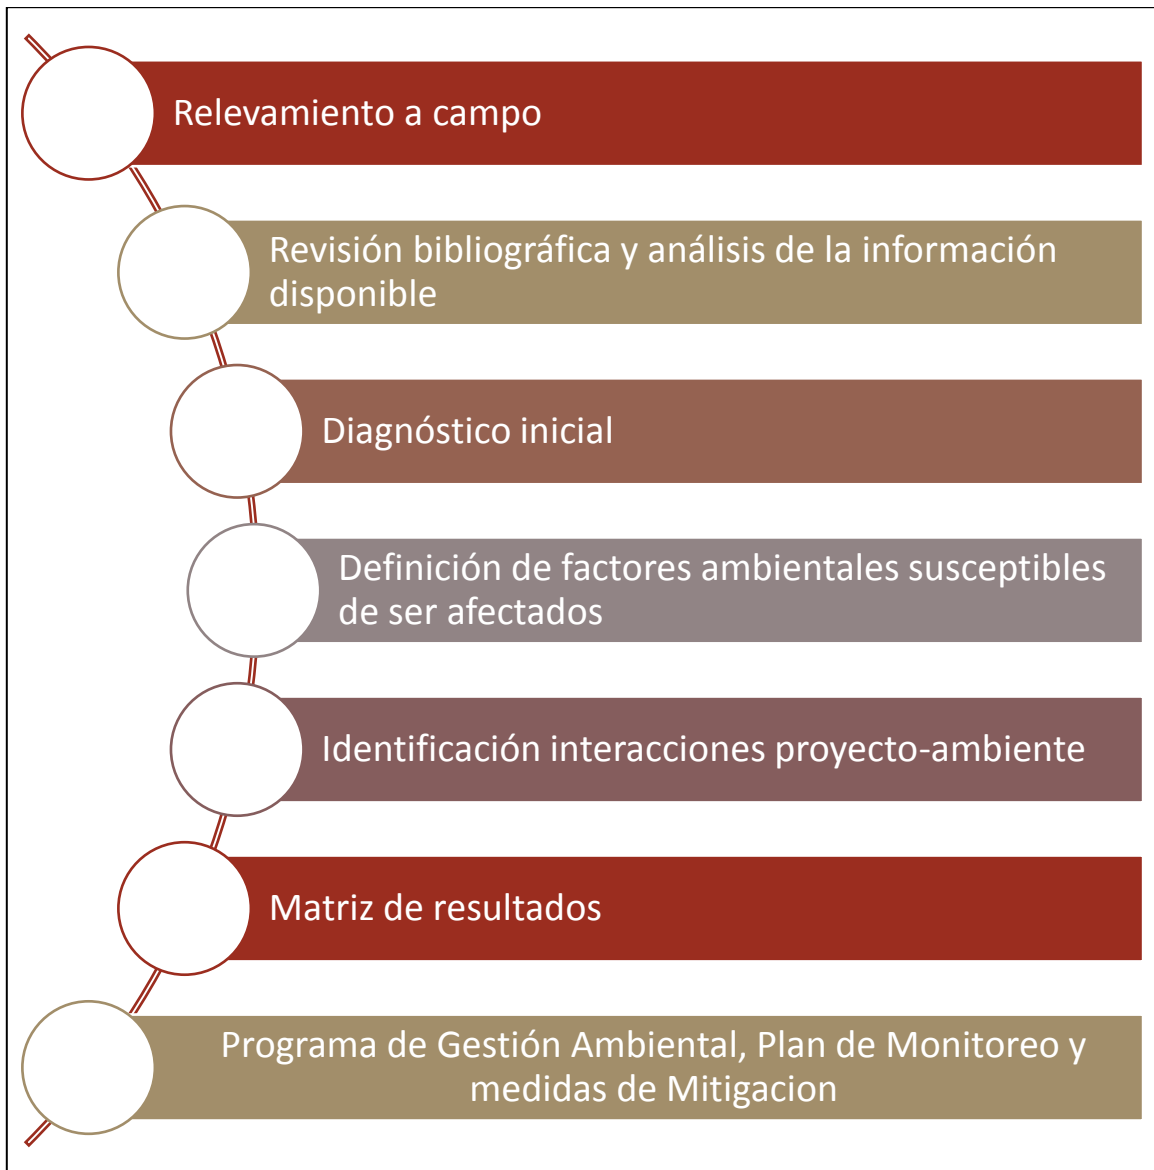 Relevamiento a campo
Revisión bibliográfica y análisis de la información
disponible
Diagnóstico inicial
Definición de factores ambientales susceptibles
de ser afectados
Identificación interacciones proyecto-ambiente
Matriz de resultados
Programa de Gestión Ambiental, Plan de Monitoreo y
medidas de Mitigacion